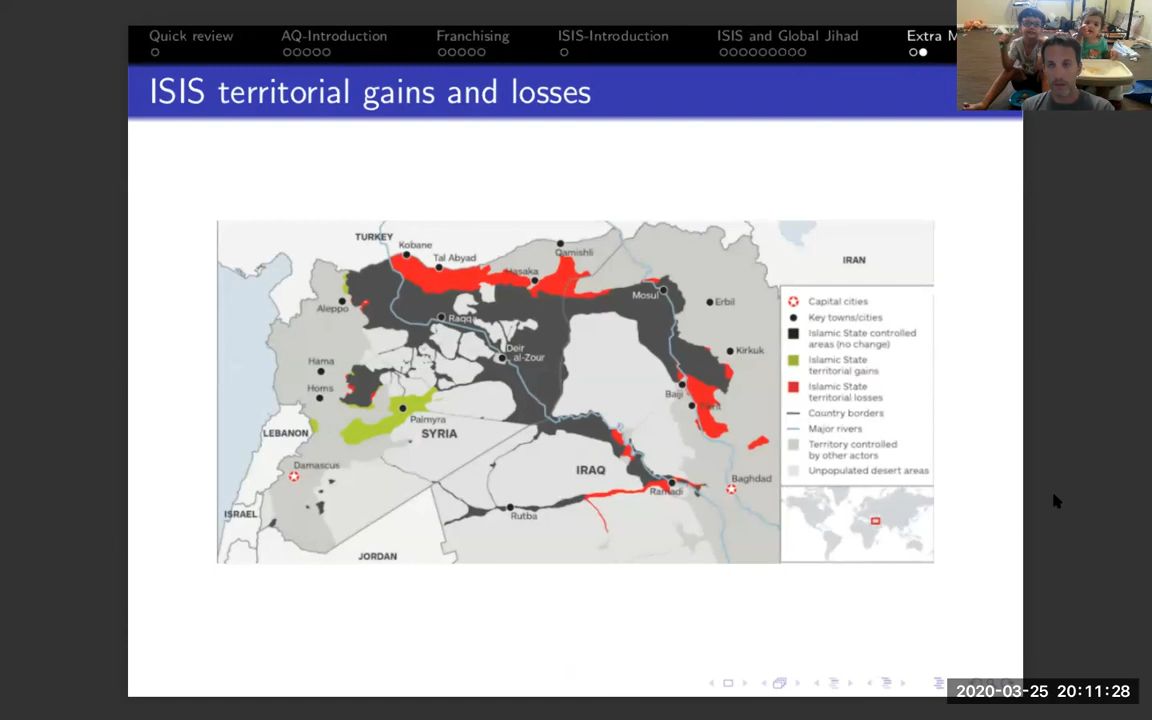 Quick review AQ-Introduction Franchising ISIS-Introduction ISIS and Global Jihad Extra M
ISIS territorial gains and losses
TURKEY
Kobane
Tal Abyad
Hasaka
Qamishli
IRAN
Mosul
Erbil
Aleppo
Raqqa
Deir
al-Zour
Kirkuk
Hama
Homs
Baiji
Tikrit
Palmyra
LEBANON
SYRIA
Damascus
IRAQ
Ramadi
Baghdad
ISRAEL
Rutba
JORDAN
Capital cities
Key towns/cities
Islamic State controlled
areas (no change)
Islamic State
territorial gains
Islamic State
territorial losses
Country borders
Major rivers
Territory controlled
by other actors
Unpopulated desert areas
2020-03-25 20:11:28